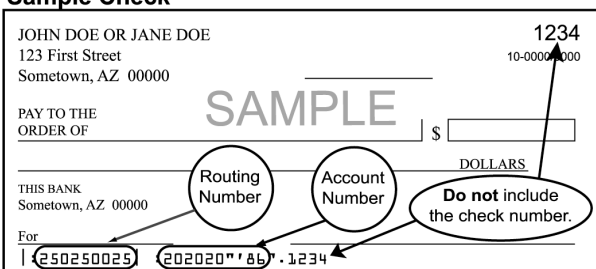 Sample Check
JOHN DOE OR JANE DOE 1234
123 First Street 10-0000/0000
Sometown, AZ 00000
SAMPLE
PAY TO THE
ORDER OF $
DOLLARS
Routing
Number
Account
Number
Do not include
the check number.
THIS BANK
Sometown, AZ 00000
For
250250025 202020"'86".1234